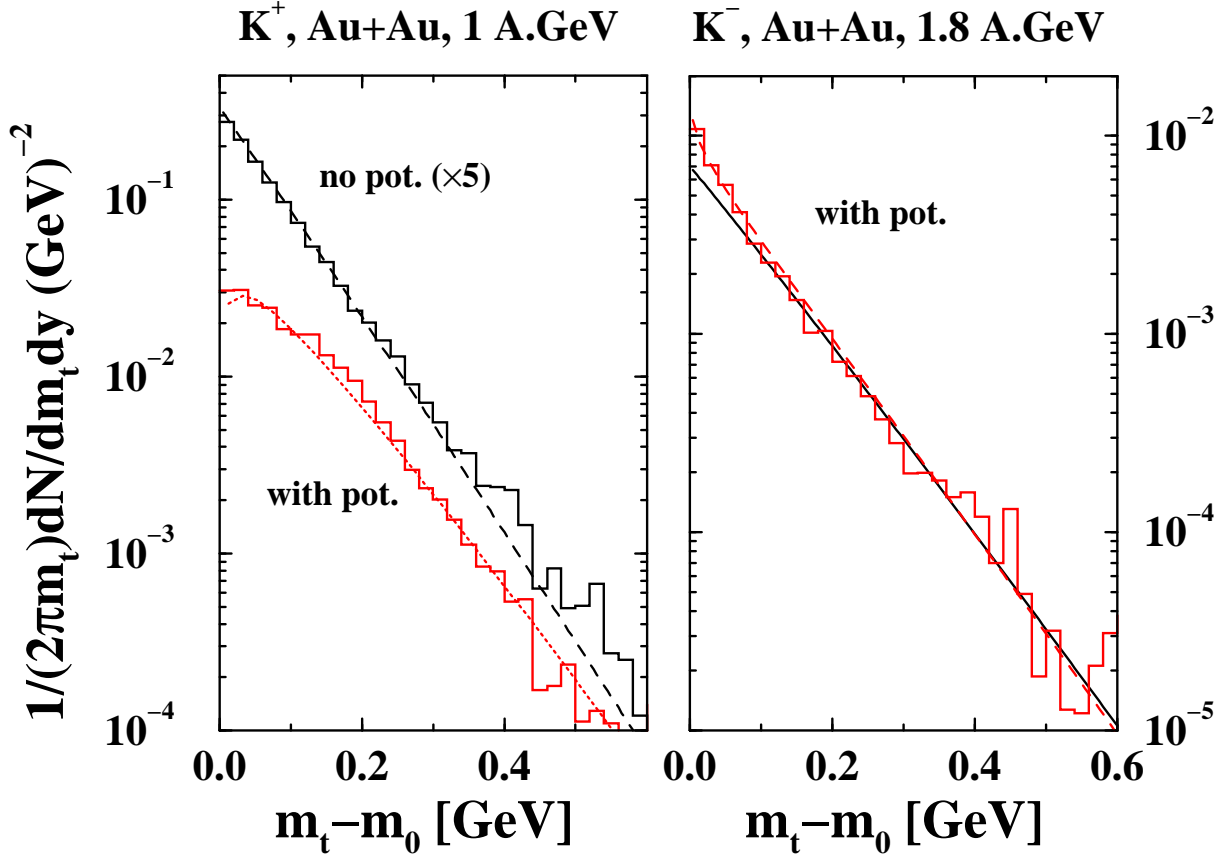 K⁺, Au+Au, 1 A.GeV
K⁻, Au+Au, 1.8 A.GeV
1/(2πmₜ)dN/dmₜdy (GeV)⁻²
no pot. (×5)
with pot.
with pot.
10⁻¹
10⁻²
10⁻³
10⁻⁴
10⁻²
10⁻³
10⁻⁴
10⁻⁵
0.0 0.2 0.4
0.0 0.2 0.4 0.6
mₜ−m₀ [GeV]
mₜ−m₀ [GeV]